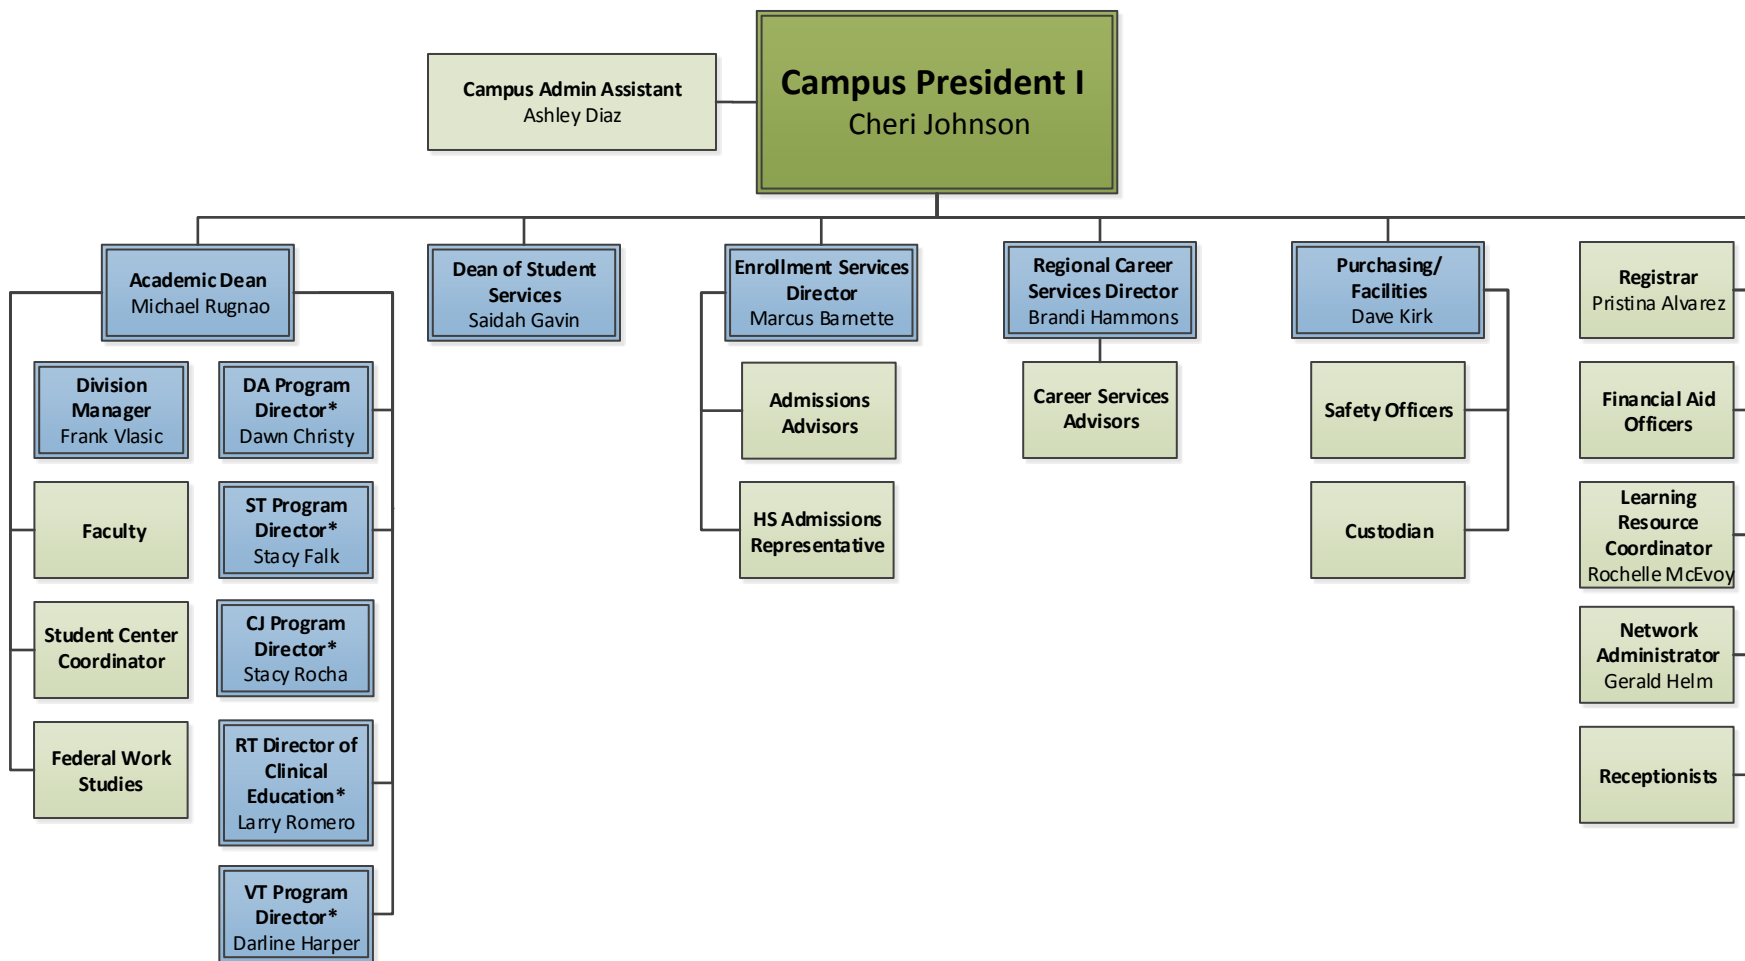 Campus President I
Cheri Johnson
Campus Admin Assistant
Ashley Diaz
Academic Dean
Michael Rugnao
Dean of Student
Services
Saidah Gavin
Enrollment Services
Director
Marcus Barnette
Regional Career
Services Director
Brandi Hammons
Purchasing/
Facilities
Dave Kirk
Registrar
Pristina Alvarez
Division
Manager
Frank Vlasic
DA Program
Director*
Dawn Christy
Admissions
Advisors
Career Services
Advisors
Safety Officers
Financial Aid
Officers
Faculty
ST Program
Director*
Stacy Falk
HS Admissions
Representative
Custodian
Learning
Resource
Coordinator
Rochelle McEvoy
Student Center
Coordinator
CJ Program
Director*
Stacy Rocha
Network
Administrator
Gerald Helm
Federal Work
Studies
RT Director of
Clinical
Education*
Larry Romero
Receptionists
VT Program
Director*
Darline Harper